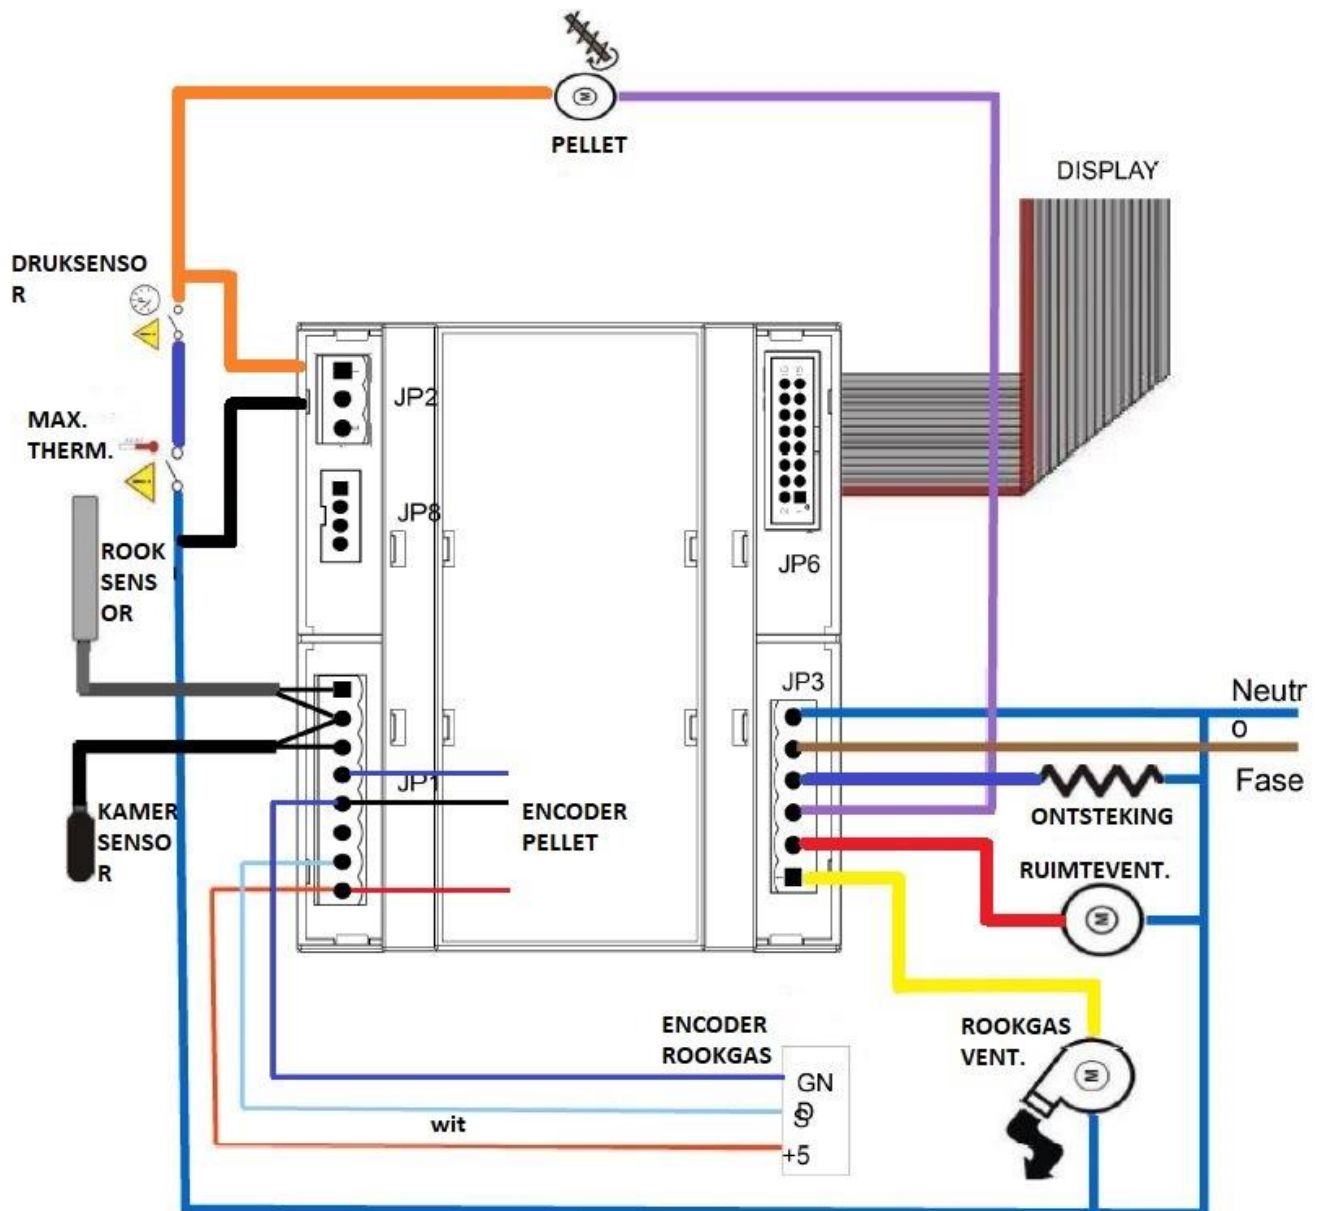 PELLET
DISPLAY
DRUKSENSO
R
JP2
MAX.
THERM.
JP8
ROOK
SENS
OR
JP6
JP3
Neutr
o
Fase
JP1
KAMER
SENSO
R
ENCODER
PELLET
ONTSTEKING
RUIMTEVENT.
ENCODER
ROOKGAS
ROOKGAS
VENT.
GN
D
S
wit
+5
M
M
M